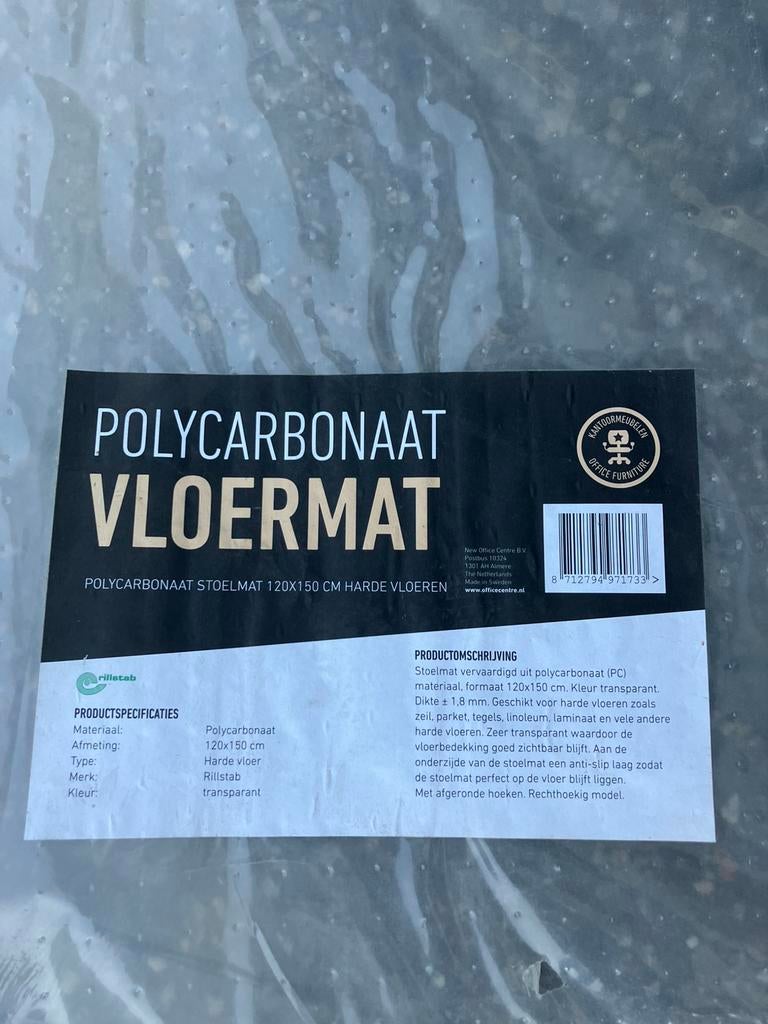 POLYCARBONAAT
VLOERMAT
POLYCARBONAAT STOELMAT 120X150 CM HARDE VLOEREN
KANTOORMEUBELEN
OFFICE FURNITURE
New Office Centre B.V.
Postbus 10324
1301 AH Almere
The Netherlands
Made in Sweden
www.officecentre.nl
8 712794 971733 >
rillstab
PRODUCTSPECIFICATIES
Materiaal: Polycarbonaat
Afmeting: 120x150 cm
Type: Harde vloer
Merk: Rillstab
Kleur: transparant
PRODUCTOMSCHRIJVING
Stoelmat vervaardigd uit polycarbonaat (PC)
materiaal, formaat 120x150 cm. Kleur transparant.
Dikte ± 1,8 mm. Geschikt voor harde vloeren zoals
zeil, parket, tegels, linoleum, laminaat en vele andere
harde vloeren. Zeer transparant waardoor de
vloerbedekking goed zichtbaar blijft. Aan de
onderzijde van de stoelmat een anti-slip laag zodat
de stoelmat perfect op de vloer blijft liggen.
Met afgeronde hoeken. Rechthoekig model.